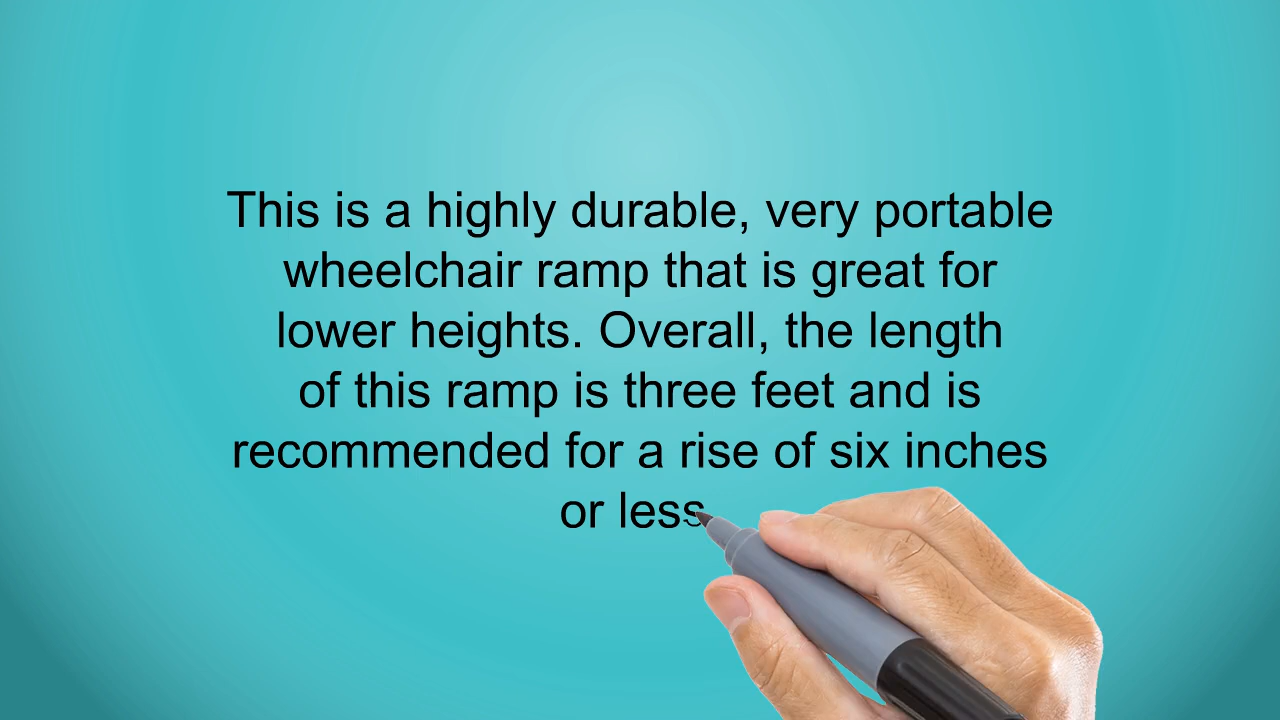 This is a highly durable, very portable
wheelchair ramp that is great for
lower heights. Overall, the length
of this ramp is three feet and is
recommended for a rise of six inches
or less